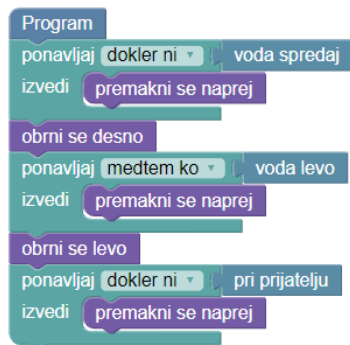 Program
ponavljaj dokler ni voda spredaj
izvedi premakni se naprej
obrni se desno
ponavljaj medtem ko voda levo
izvedi premakni se naprej
obrni se levo
ponavljaj dokler ni pri prijatelju
izvedi premakni se naprej